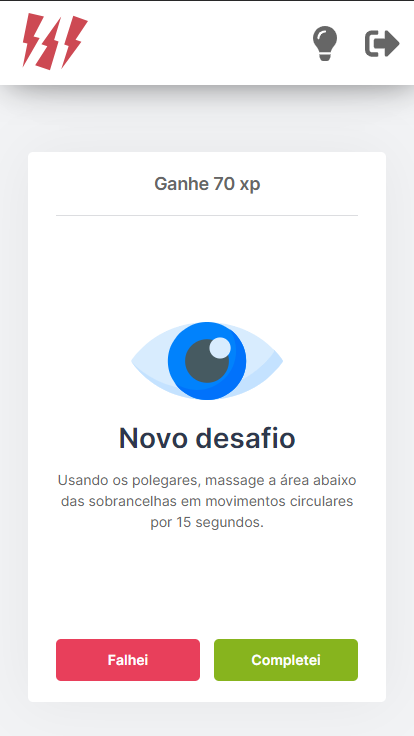 Ganhe 70 xp
Novo desafio
Usando os polegares, massage a área abaixo
das sobrancelhas em movimentos circulares
por 15 segundos.
Falhei
Completei